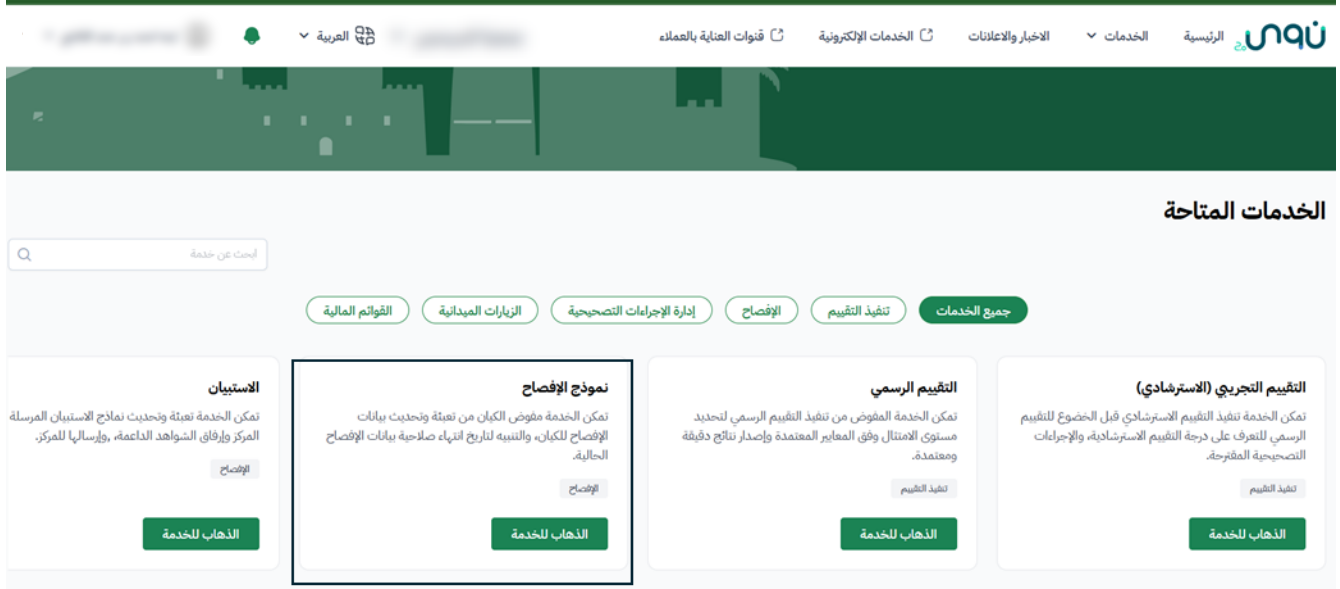 نوى 2.0
الرئيسية
الخدمات
الاخبار والاعلانات
الخدمات الإلكترونية
قنوات العناية بالعملاء
العربية
الخدمات المتاحة
ابحث عن خدمة
جميع الخدمات
تنفيذ التقييم
الإفصاح
إدارة الإجراءات التصحيحية
الزيارات الميدانية
القوائم المالية
التقييم التجريبي (الاسترشادي)
تمكن الخدمة تنفيذ التقييم الاسترشادي قبل الخضوع للتقييم
الرسمي للتعرف على درجة التقييم الاسترشادية، والإجراءات
التصحيحية المقترحة.
تنفيذ التقييم
الذهاب للخدمة
التقييم الرسمي
تمكن الخدمة المفوض من تنفيذ التقييم الرسمي لتحديد
مستوى الامتثال وفق المعايير المعتمدة وإصدار نتائج دقيقة
ومعتمدة.
تنفيذ التقييم
الذهاب للخدمة
نموذج الإفصاح
تمكن الخدمة مفوض الكيان من تعبئة وتحديث بيانات
الإفصاح للكيان، والتنبيه لتاريخ انتهاء صلاحية بيانات الإفصاح
الحالية.
الإفصاح
الذهاب للخدمة
الاستبيان
تمكن الخدمة تعبئة وتحديث نماذج الاستبيان المرسلة
المركز وإرفاق الشواهد الداعمة، ,وإرسالها للمركز.
الإفصاح
الذهاب للخدمة